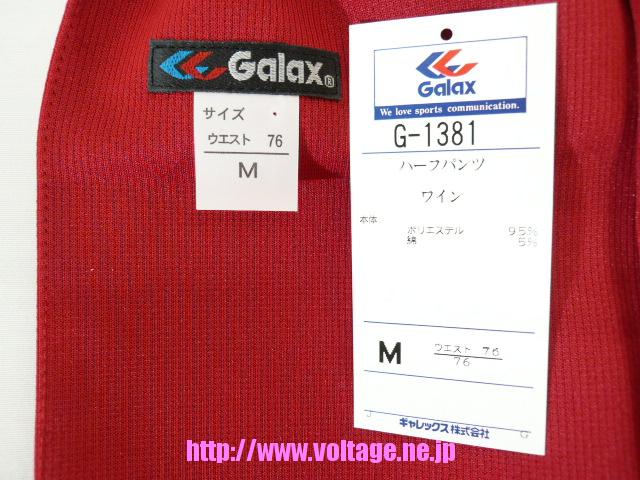 Galax®
サイズ
ウエスト 76
M
Galax
We love sports communication.
G-1381
ハーフパンツ
ワイン
本体
ポリエステル 95%
綿 5%
M
ウエスト 76
76
J G
ギャレックス株式会社
http://www.voltage.ne.jp